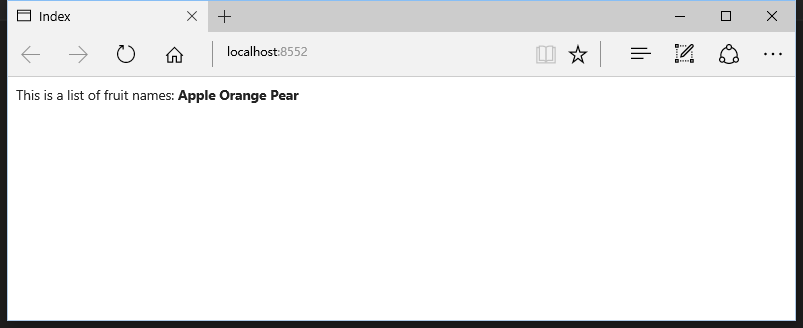 Index
localhost:8552
This is a list of fruit names: Apple Orange Pear